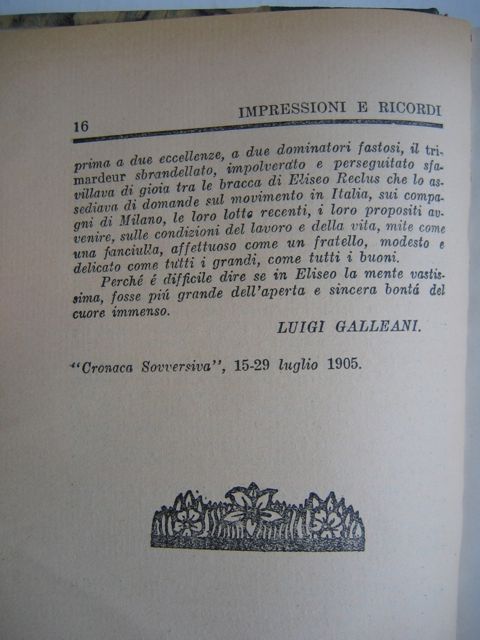 16
IMPRESSIONI E RICORDI
prima a due eccellenze, a due dominatori fastosi, il tri-
mardeur sbrandellato, impolverato e perseguitato sfa-
villava di gioia tra le braccia di Eliseo Reclus che lo as-
sediava di domande sul movimento in Italia, sui compa-
gni di Milano, le loro lotte recenti, i loro propositi av-
venire, sulle condizioni del lavoro e della vita, mite come
una fanciulla, affettuoso come un fratello, modesto e
delicato come tutti i grandi, come tutti i buoni.
Perché é difficile dire se in Eliseo la mente vastis-
sima, fosse piú grande dell'aperta e sincera bontá del
cuore immenso.
LUIGI GALLEANI.
"Cronaca Sovversiva", 15-29 luglio 1905.